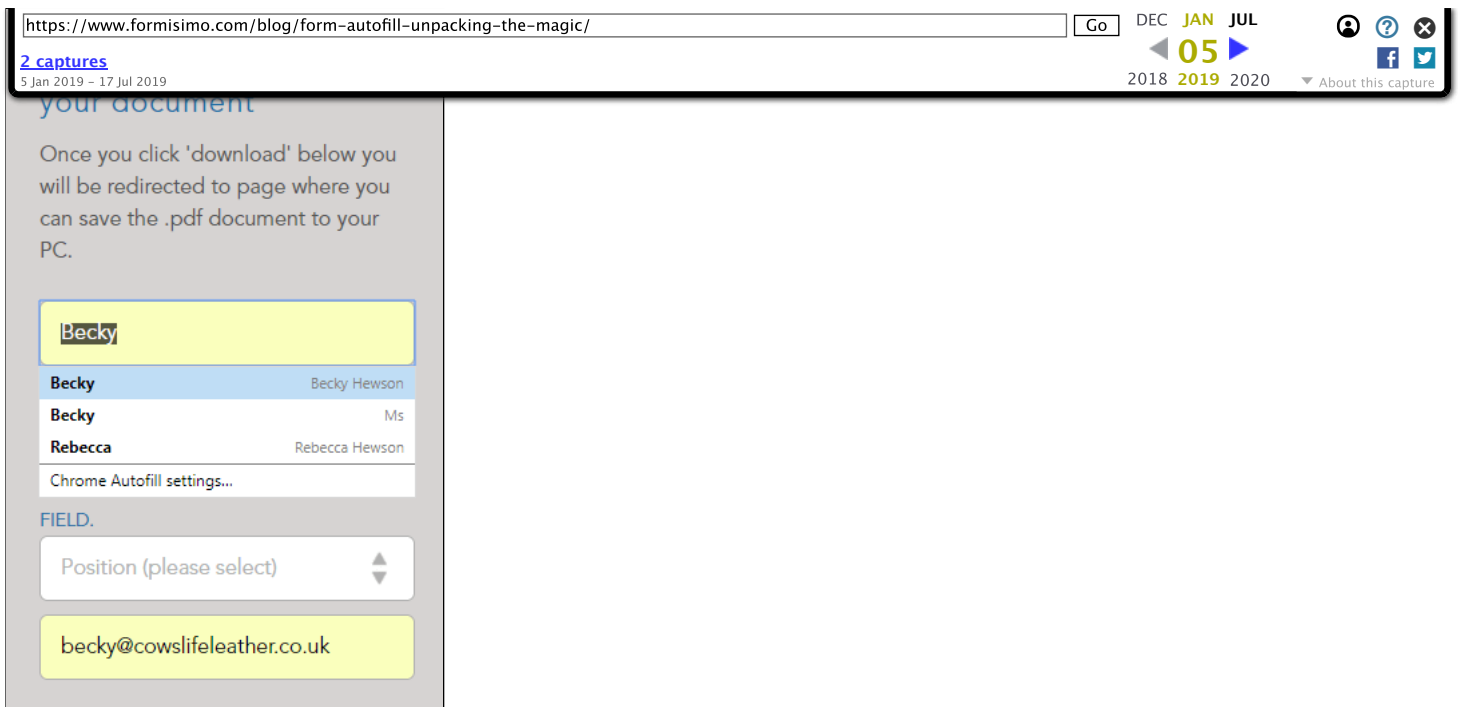 https://www.formisimo.com/blog/form-autofill-unpacking-the-magic/ Go DEC JAN JUL
2 captures 05
5 Jan 2019 – 17 Jul 2019 2018 2019 2020 About this capture
your document
Once you click 'download' below you
will be redirected to page where you
can save the .pdf document to your
PC.
Becky
Becky Becky Hewson
Becky Ms
Rebecca Rebecca Hewson
Chrome Autofill settings...
FIELD.
Position (please select)
becky@cowslifeleather.co.uk